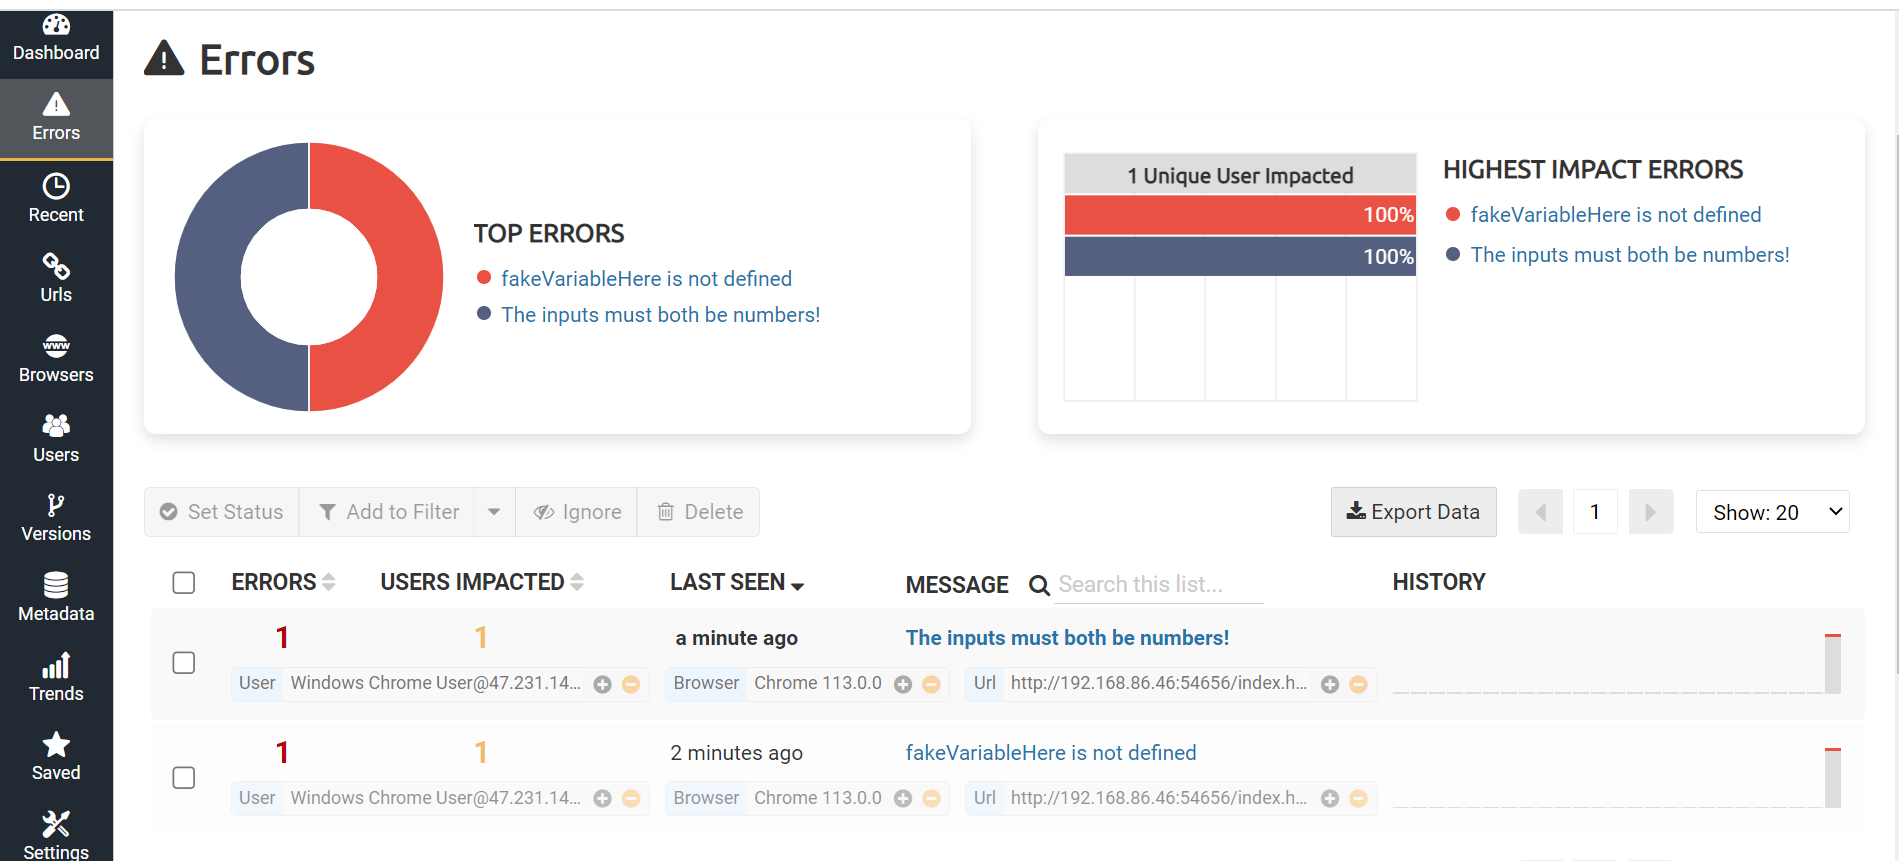 Dashboard
Errors
Recent
Urls
www
Browsers
Users
Versions
Metadata
Trends
Saved
Settings
Errors
TOP ERRORS
fakeVariableHere is not defined
The inputs must both be numbers!
1 Unique User Impacted
100%
100%
HIGHEST IMPACT ERRORS
fakeVariableHere is not defined
The inputs must both be numbers!
Set Status Add to Filter Ignore Delete
Export Data 1 Show: 20
ERRORS USERS IMPACTED LAST SEEN MESSAGE Search this list... HISTORY
1 1 a minute ago The inputs must both be numbers!
User Windows Chrome User@47.231.14... Browser Chrome 113.0.0 Url http://192.168.86.46:54656/index.h...
1 1 2 minutes ago fakeVariableHere is not defined
User Windows Chrome User@47.231.14... Browser Chrome 113.0.0 Url http://192.168.86.46:54656/index.h...